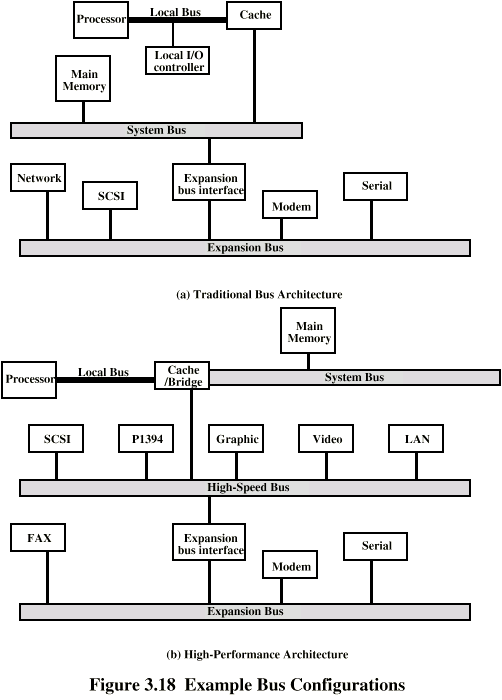 Processor
Local Bus
Cache
Local I/O
controller
Main
Memory
System Bus
Network
SCSI
Expansion
bus interface
Modem
Serial
Expansion Bus
(a) Traditional Bus Architecture
Main
Memory
Processor
Local Bus
Cache
/Bridge
System Bus
SCSI
P1394
Graphic
Video
LAN
High-Speed Bus
FAX
Expansion
bus interface
Modem
Serial
Expansion Bus
(b) High-Performance Architecture
Figure 3.18 Example Bus Configurations